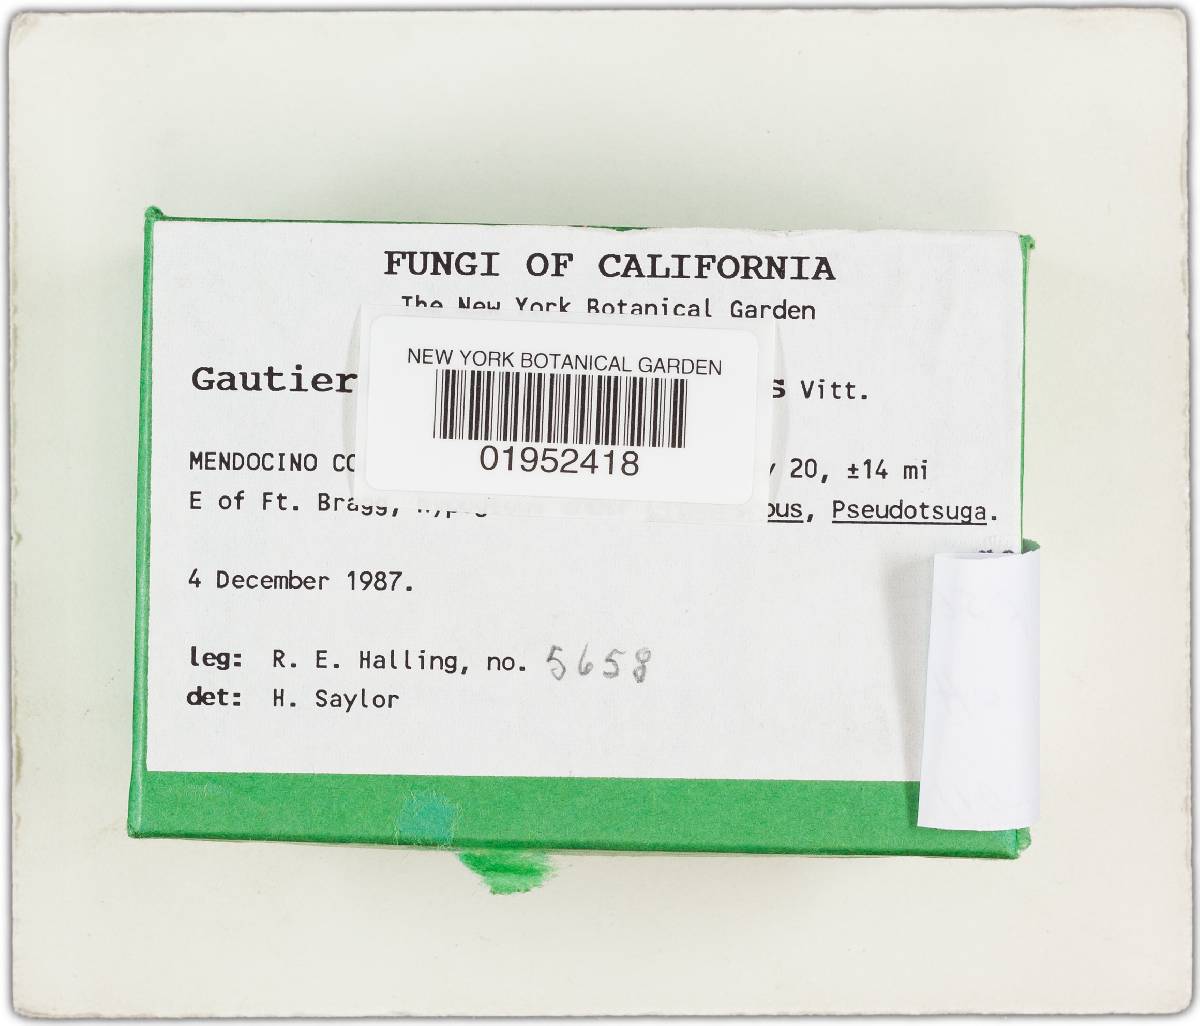 FUNGI OF CALIFORNIA
The New York Botanical Garden
NEW YORK BOTANICAL GARDEN
01952418
Gautier
s Vitt.
MENDOCINO CO
20, ±14 mi
E of Ft. Bragg,
ous, Pseudotsuga.
4 December 1987.
leg: R. E. Halling, no. 5658
det: H. Saylor